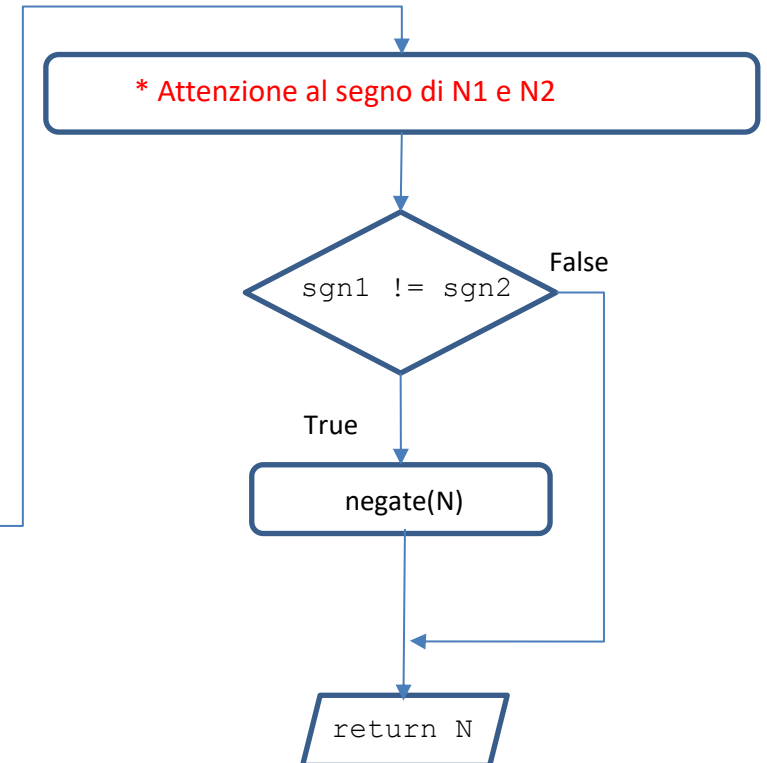 * Attenzione al segno di N1 e N2
sgn1 != sgn2
False
True
negate(N)
return N